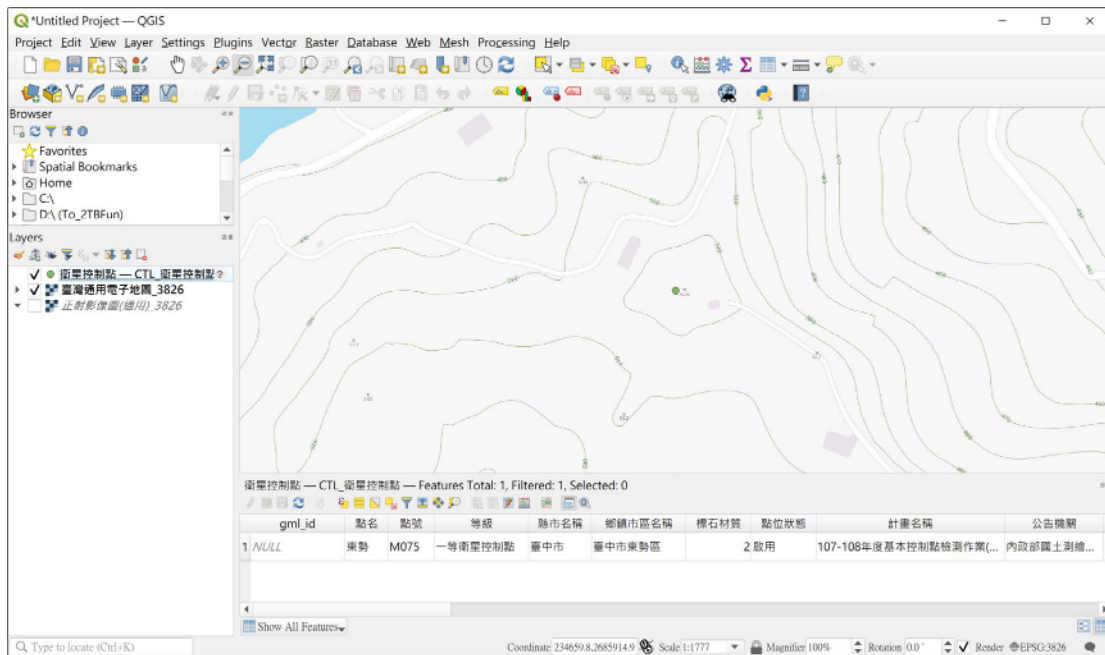 *Untitled Project — QGIS
Project Edit View Layer Settings Plugins Vector Raster Database Web Mesh Processing Help
Browser
Favorites
Spatial Bookmarks
Home
C:\
D:\ (To_2TBFun)
Layers
衛星控制點 — CTL_衛星控制點
臺灣通用電子地圖_3826
正射影像圖(通用)_3826
衛星控制點 — CTL_衛星控制點 — Features Total: 1, Filtered: 1, Selected: 0
gml_id 點名 點號 等級 縣市名稱 鄉鎮市區名稱 標石材質 點位狀態 計畫名稱 公告機關
1 NULL 東勢 M075 一等衛星控制點 臺中市 臺中市東勢區 2 啟用 107-108年度基本控制點檢測作業(... 內政部國土測繪...
Show All Features
Type to locate (Ctrl+K) Coordinate 234659.8,2685914.9 Scale 1:1777 Magnifier 100% Rotation 0.0 ° Render EPSG:3826